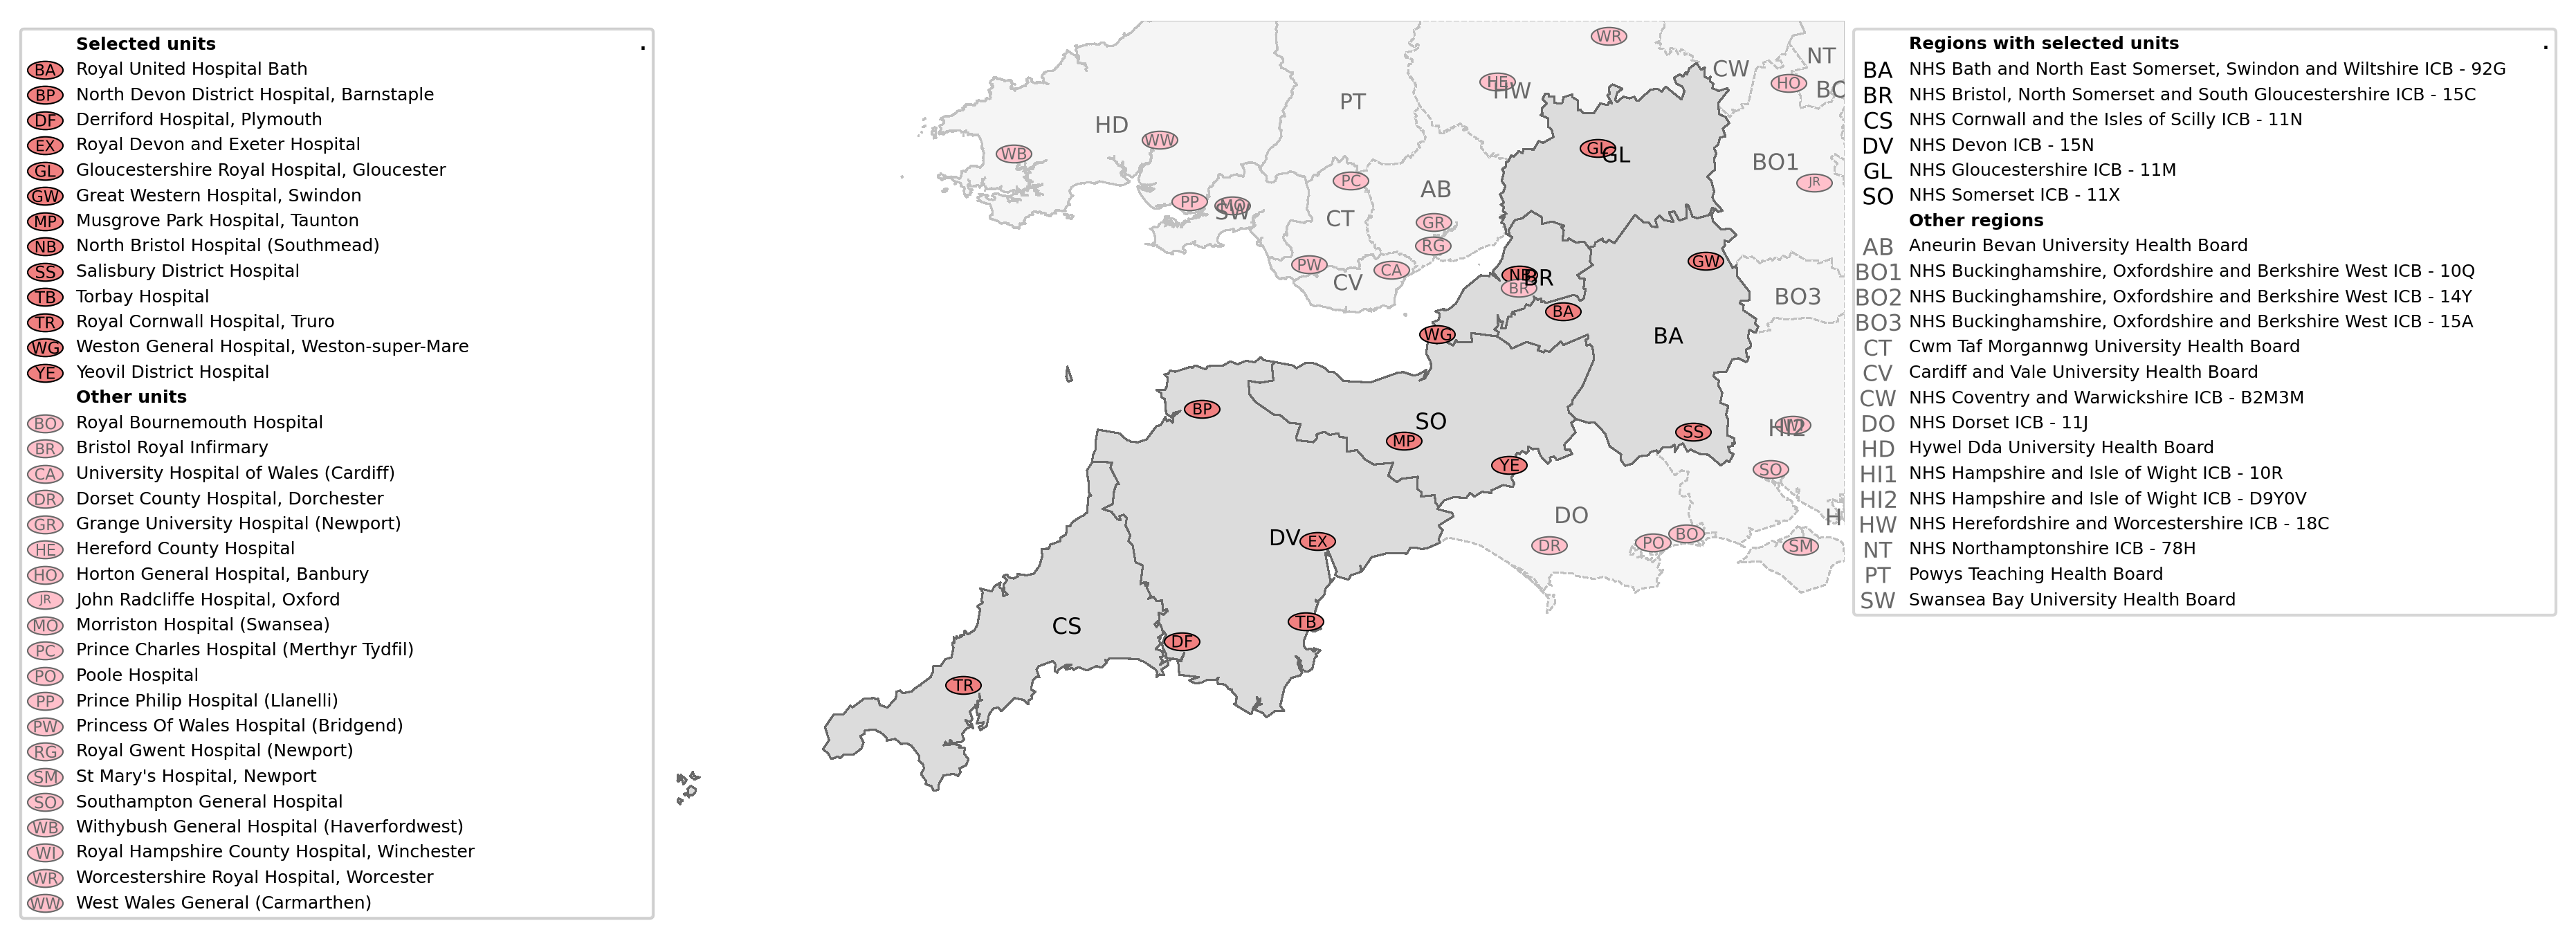 Selected units .
BA Royal United Hospital Bath
BP North Devon District Hospital, Barnstaple
DF Derriford Hospital, Plymouth
EX Royal Devon and Exeter Hospital
GL Gloucestershire Royal Hospital, Gloucester
GW Great Western Hospital, Swindon
MP Musgrove Park Hospital, Taunton
NB North Bristol Hospital (Southmead)
SS Salisbury District Hospital
TB Torbay Hospital
TR Royal Cornwall Hospital, Truro
WG Weston General Hospital, Weston-super-Mare
YE Yeovil District Hospital
Other units
BO Royal Bournemouth Hospital
BR Bristol Royal Infirmary
CA University Hospital of Wales (Cardiff)
DR Dorset County Hospital, Dorchester
GR Grange University Hospital (Newport)
HE Hereford County Hospital
HO Horton General Hospital, Banbury
JR John Radcliffe Hospital, Oxford
MO Morriston Hospital (Swansea)
PC Prince Charles Hospital (Merthyr Tydfil)
PO Poole Hospital
PP Prince Philip Hospital (Llanelli)
PW Princess Of Wales Hospital (Bridgend)
RG Royal Gwent Hospital (Newport)
SM St Mary's Hospital, Newport
SO Southampton General Hospital
WB Withybush General Hospital (Haverfordwest)
WI Royal Hampshire County Hospital, Winchester
WR Worcestershire Royal Hospital, Worcester
WW West Wales General (Carmarthen)
WR
NT
CW
HE
HW
HO
BO
PT
HD
WW
WB
GL
GL
BO1
JR
PC
AB
PP
MO
SW
CT
GR
RG
PW
CA
CV
NB
BR
BR
GW
BO3
BA
WG
BA
BP
SO
MP
SS
HI2
WI
YE
SO
DO
DV
EX
DR
PO
BO
SM
H
TB
CS
DF
TR
Regions with selected units .
BA NHS Bath and North East Somerset, Swindon and Wiltshire ICB - 92G
BR NHS Bristol, North Somerset and South Gloucestershire ICB - 15C
CS NHS Cornwall and the Isles of Scilly ICB - 11N
DV NHS Devon ICB - 15N
GL NHS Gloucestershire ICB - 11M
SO NHS Somerset ICB - 11X
Other regions
AB Aneurin Bevan University Health Board
BO1 NHS Buckinghamshire, Oxfordshire and Berkshire West ICB - 10Q
BO2 NHS Buckinghamshire, Oxfordshire and Berkshire West ICB - 14Y
BO3 NHS Buckinghamshire, Oxfordshire and Berkshire West ICB - 15A
CT Cwm Taf Morgannwg University Health Board
CV Cardiff and Vale University Health Board
CW NHS Coventry and Warwickshire ICB - B2M3M
DO NHS Dorset ICB - 11J
HD Hywel Dda University Health Board
HI1 NHS Hampshire and Isle of Wight ICB - 10R
HI2 NHS Hampshire and Isle of Wight ICB - D9Y0V
HW NHS Herefordshire and Worcestershire ICB - 18C
NT NHS Northamptonshire ICB - 78H
PT Powys Teaching Health Board
SW Swansea Bay University Health Board